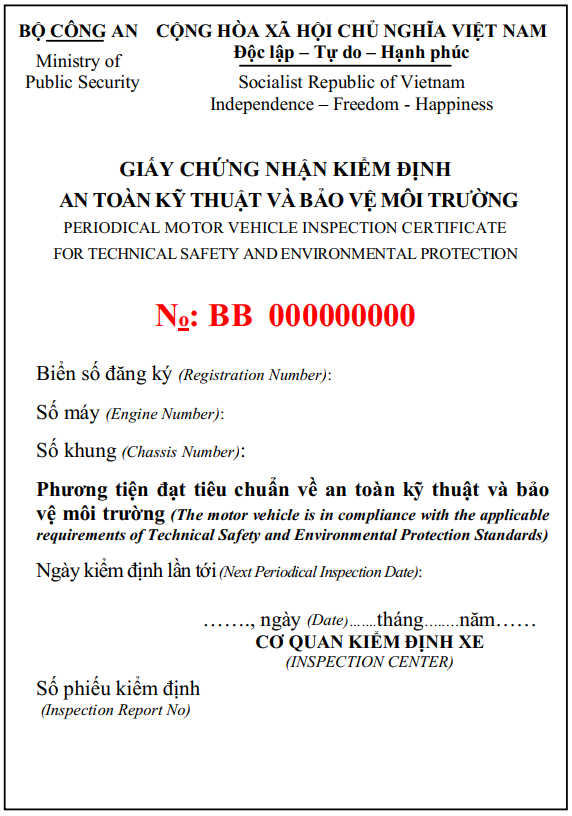 BỘ CÔNG AN
Ministry of
Public Security
CỘNG HÒA XÃ HỘI CHỦ NGHĨA VIỆT NAM
Độc lập – Tự do – Hạnh phúc
Socialist Republic of Vietnam
Independence – Freedom - Happiness
GIẤY CHỨNG NHẬN KIỂM ĐỊNH
AN TOÀN KỸ THUẬT VÀ BẢO VỆ MÔI TRƯỜNG
PERIODICAL MOTOR VEHICLE INSPECTION CERTIFICATE
FOR TECHNICAL SAFETY AND ENVIRONMENTAL PROTECTION
No: BB 000000000
Biển số đăng ký (Registration Number):
Số máy (Engine Number):
Số khung (Chassis Number):
Phương tiện đạt tiêu chuẩn về an toàn kỹ thuật và bảo
vệ môi trường (The motor vehicle is in compliance with the applicable
requirements of Technical Safety and Environmental Protection Standards)
Ngày kiểm định lần tới (Next Periodical Inspection Date):
……., ngày (Date)…….tháng……..năm……
CƠ QUAN KIỂM ĐỊNH XE
(INSPECTION CENTER)
Số phiếu kiểm định
(Inspection Report No)